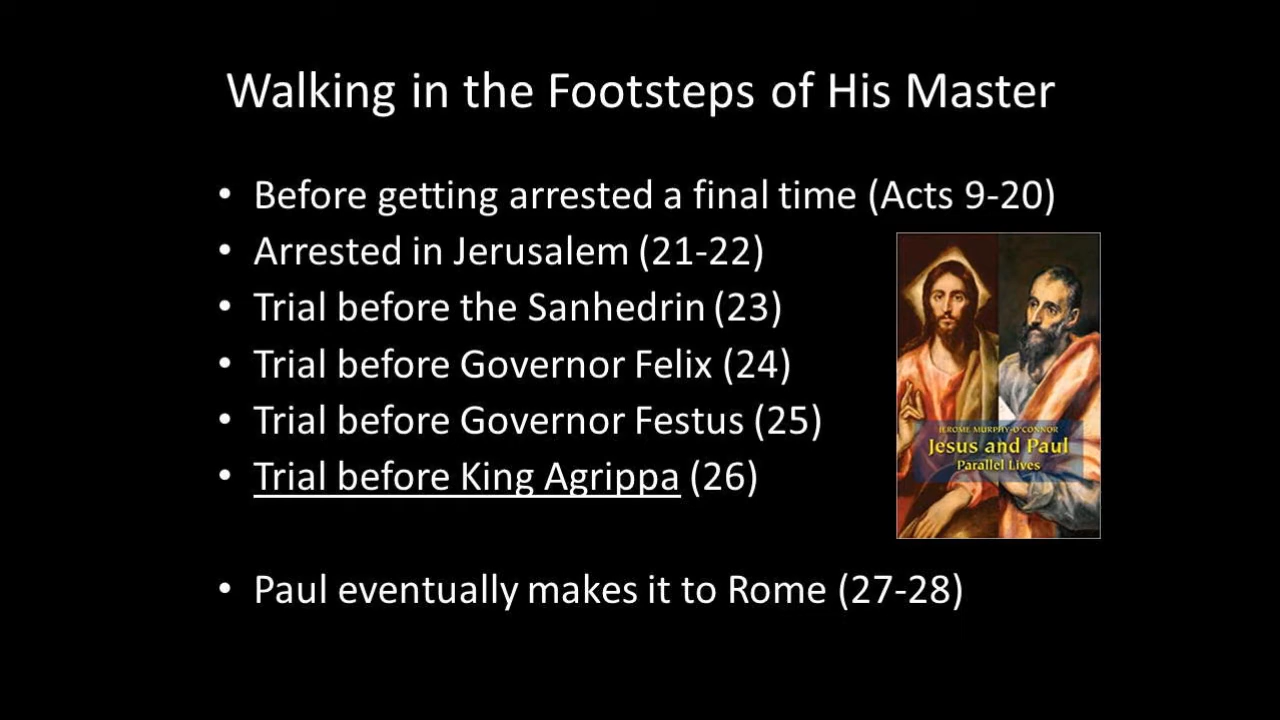 Walking in the Footsteps of His Master
• Before getting arrested a final time (Acts 9-20)
• Arrested in Jerusalem (21-22)
• Trial before the Sanhedrin (23)
• Trial before Governor Felix (24)
• Trial before Governor Festus (25)
• Trial before King Agrippa (26)
• Paul eventually makes it to Rome (27-28)
JEROME MURPHY-O'CONNOR
Jesus and Paul
Parallel Lives